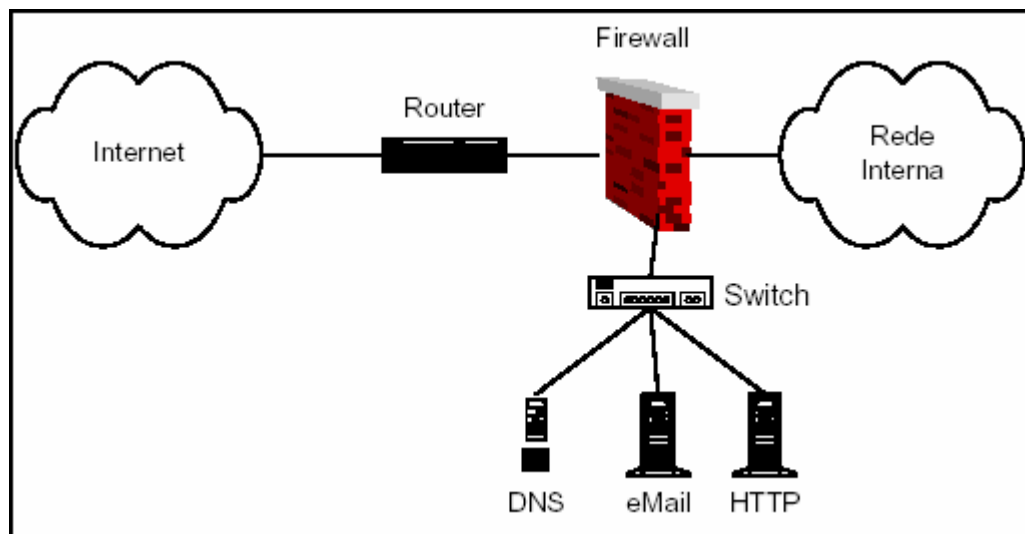 Firewall
Router
Internet
Rede
Interna
Switch
DNS
eMail
HTTP